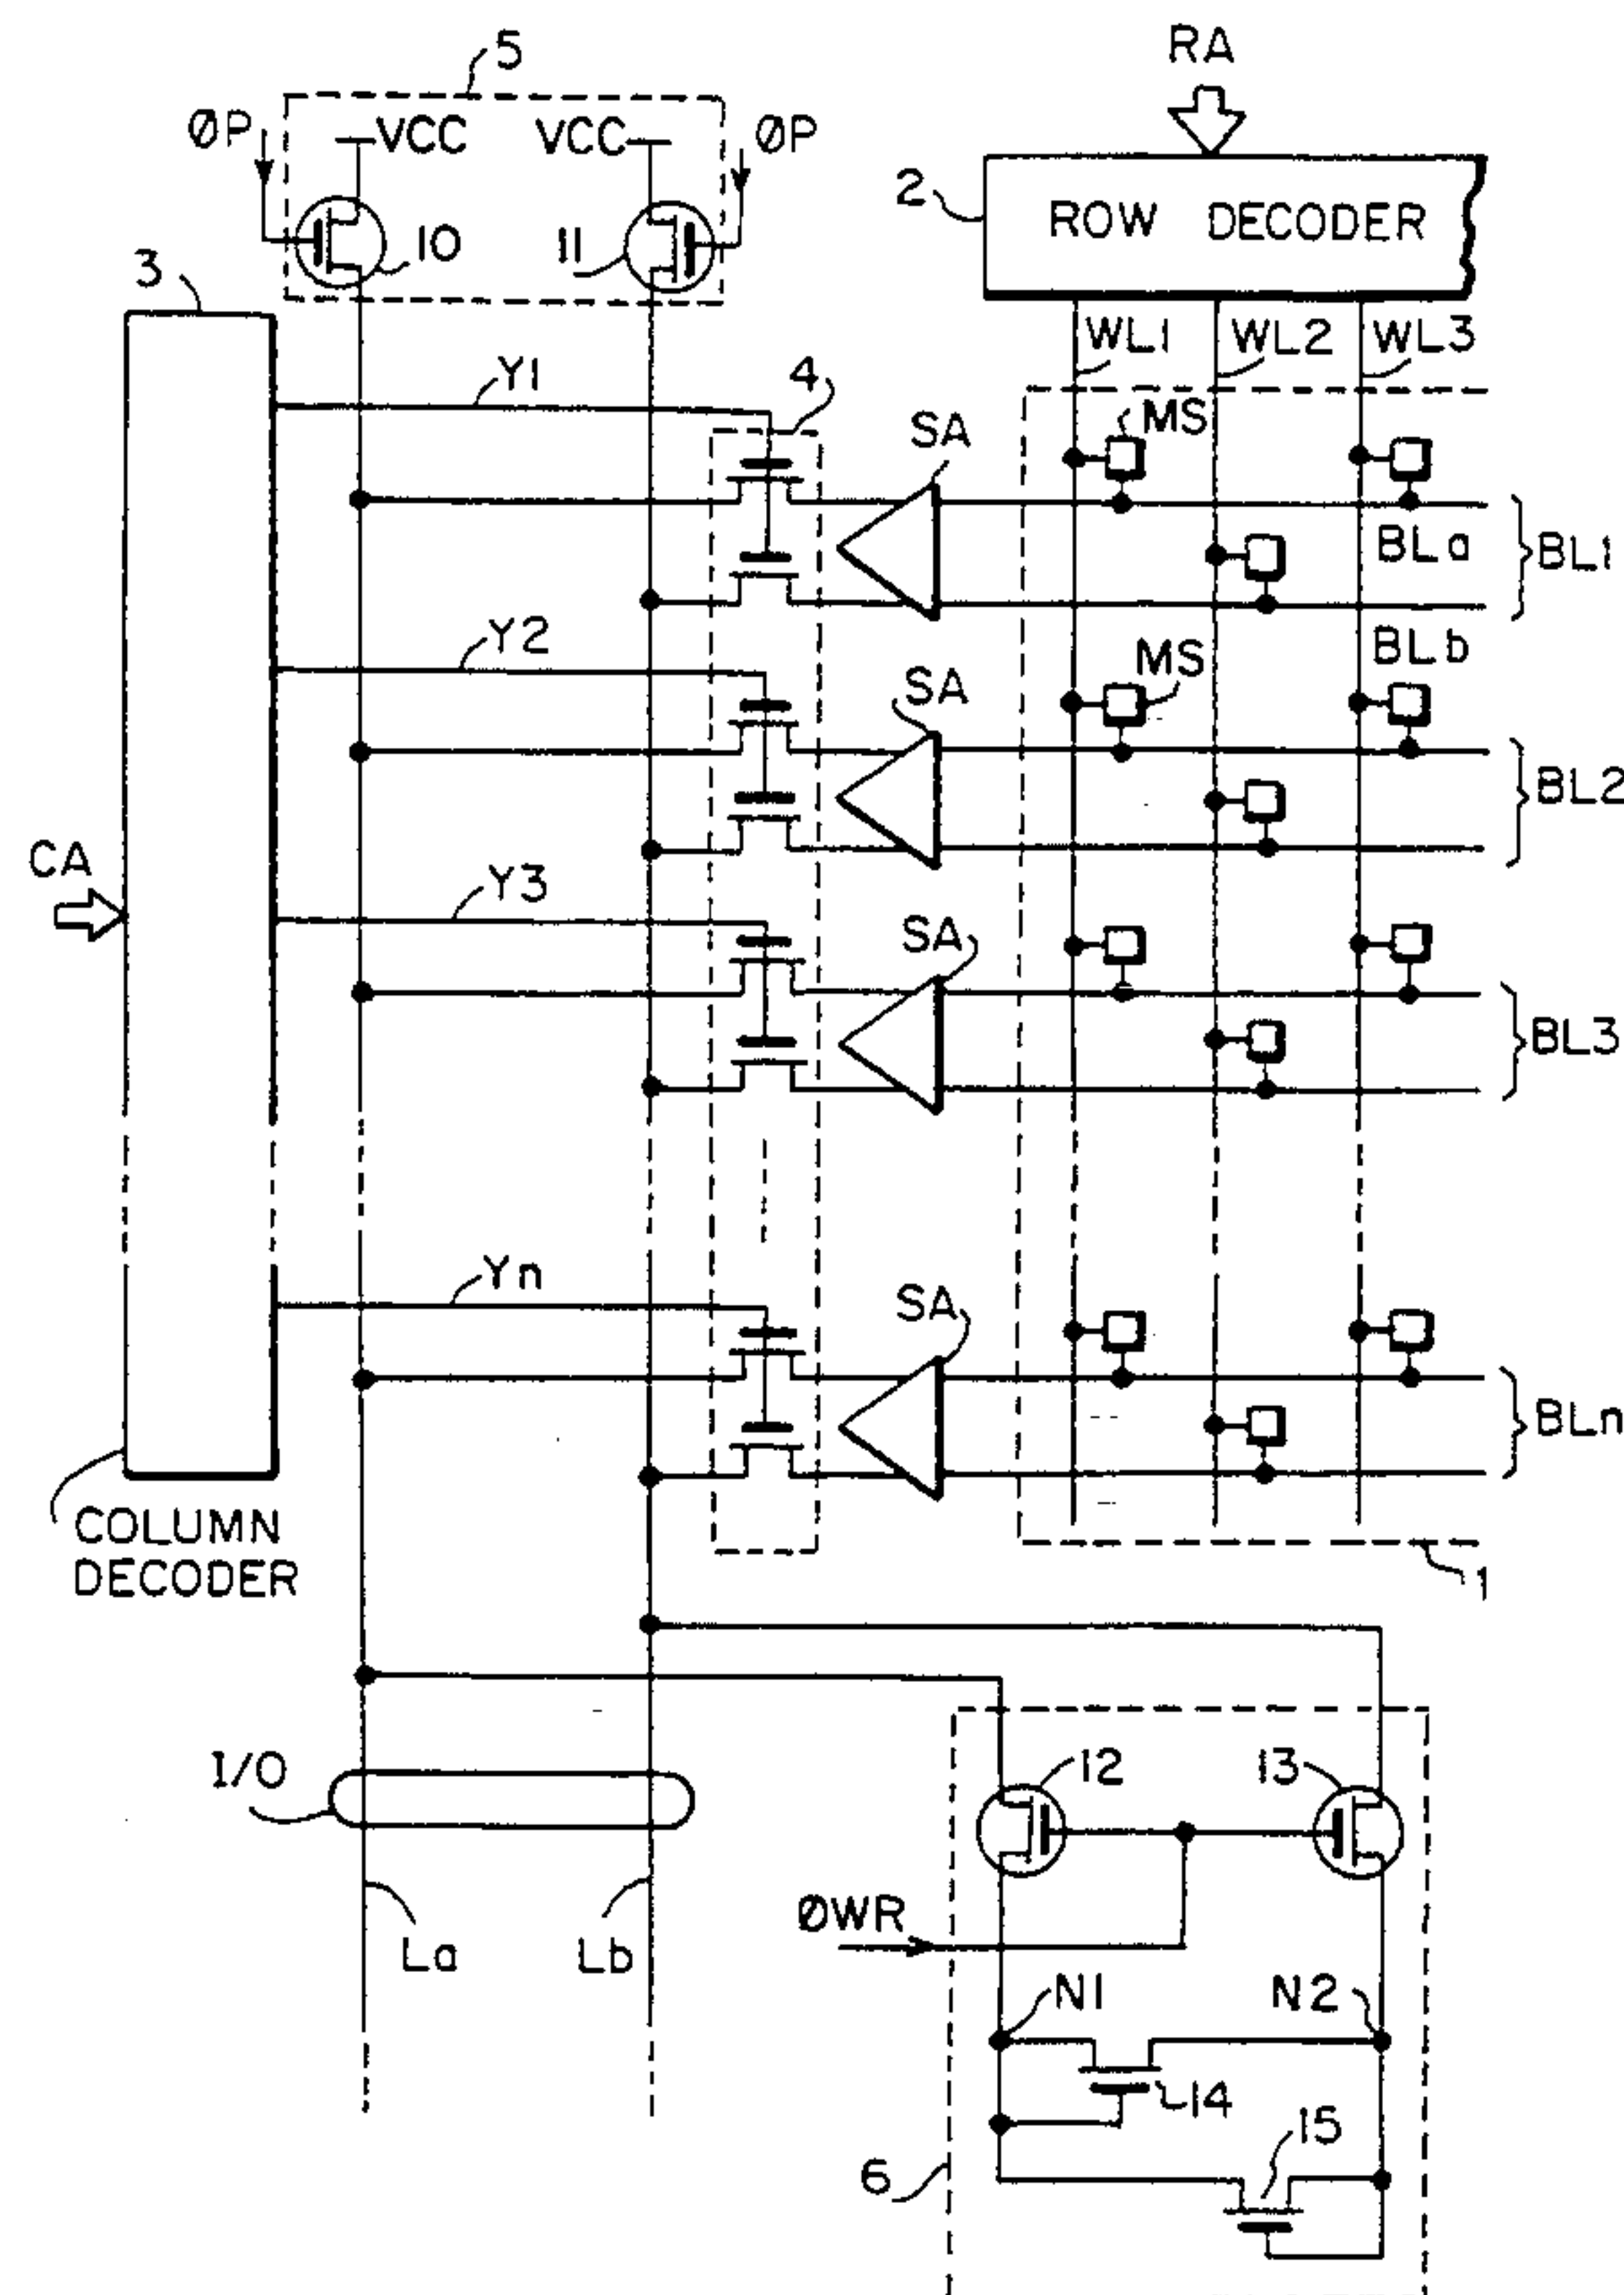 RA
5
ØP
VCC
VCC
ØP
2
ROW DECODER
10
11
3
WL1
WL2
WL3
Y1
4
MS
SA
BLa
BL1
Y2
BLb
MS
SA
BL2
CA
Y3
SA
BL3
Yn
SA
BLn
COLUMN
DECODER
1
I/O
12
13
ØWR
La
Lb
N1
N2
14
15
6